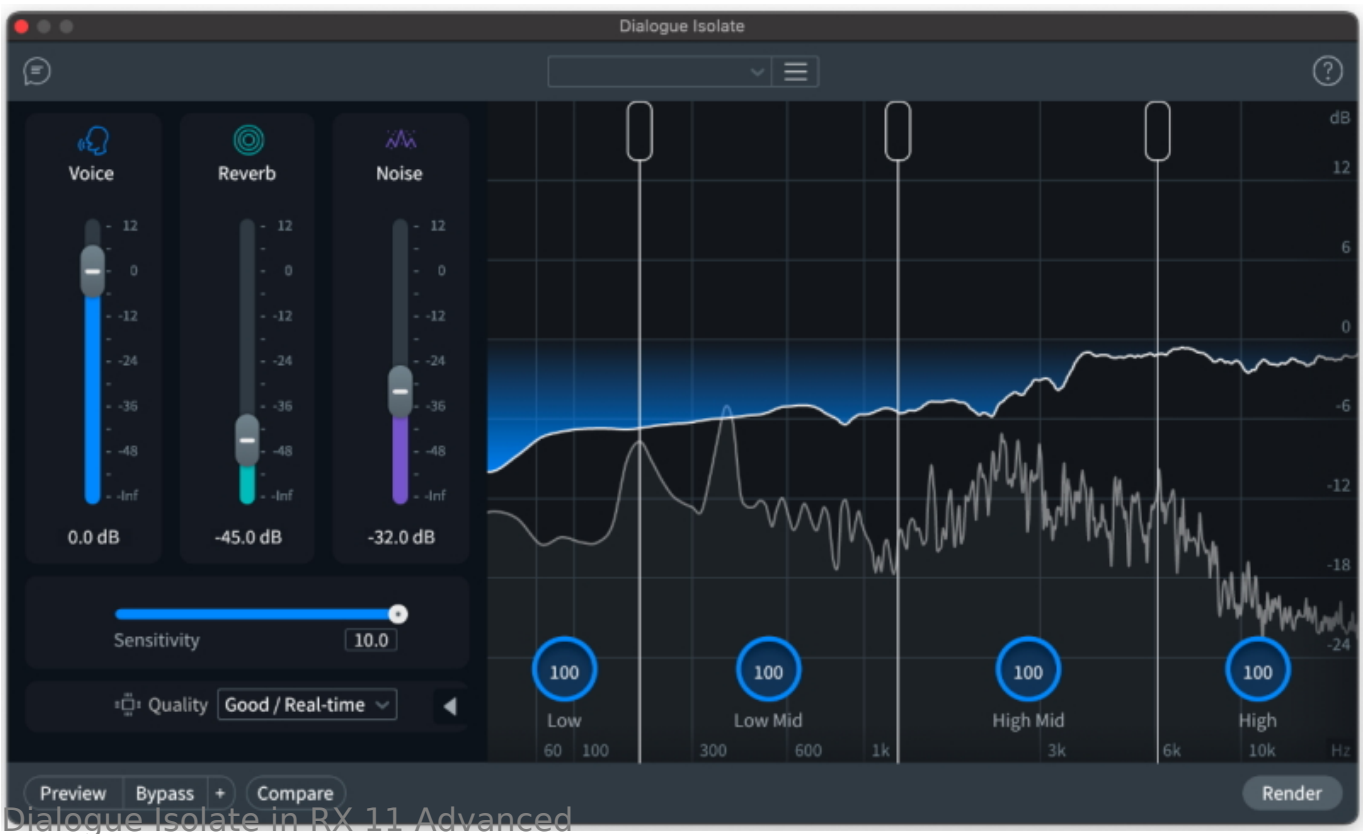 Dialogue Isolate
?
dB
Voice
Reverb
Noise
12
12
12
12
0
0
0
6
-12
-12
-12
0
-24
-24
-24
-36
-36
-36
-6
-48
-48
-48
-Inf
-Inf
-Inf
-12
0.0 dB
-45.0 dB
-32.0 dB
-18
Sensitivity
10.0
-24
100
100
100
100
Quality
Good / Real-time
Low
Low Mid
High Mid
High
60
100
300
600
1k
3k
6k
10k
Hz
Preview
Bypass
+
Compare
Render
Dialogue Isolate in RX 11 Advanced